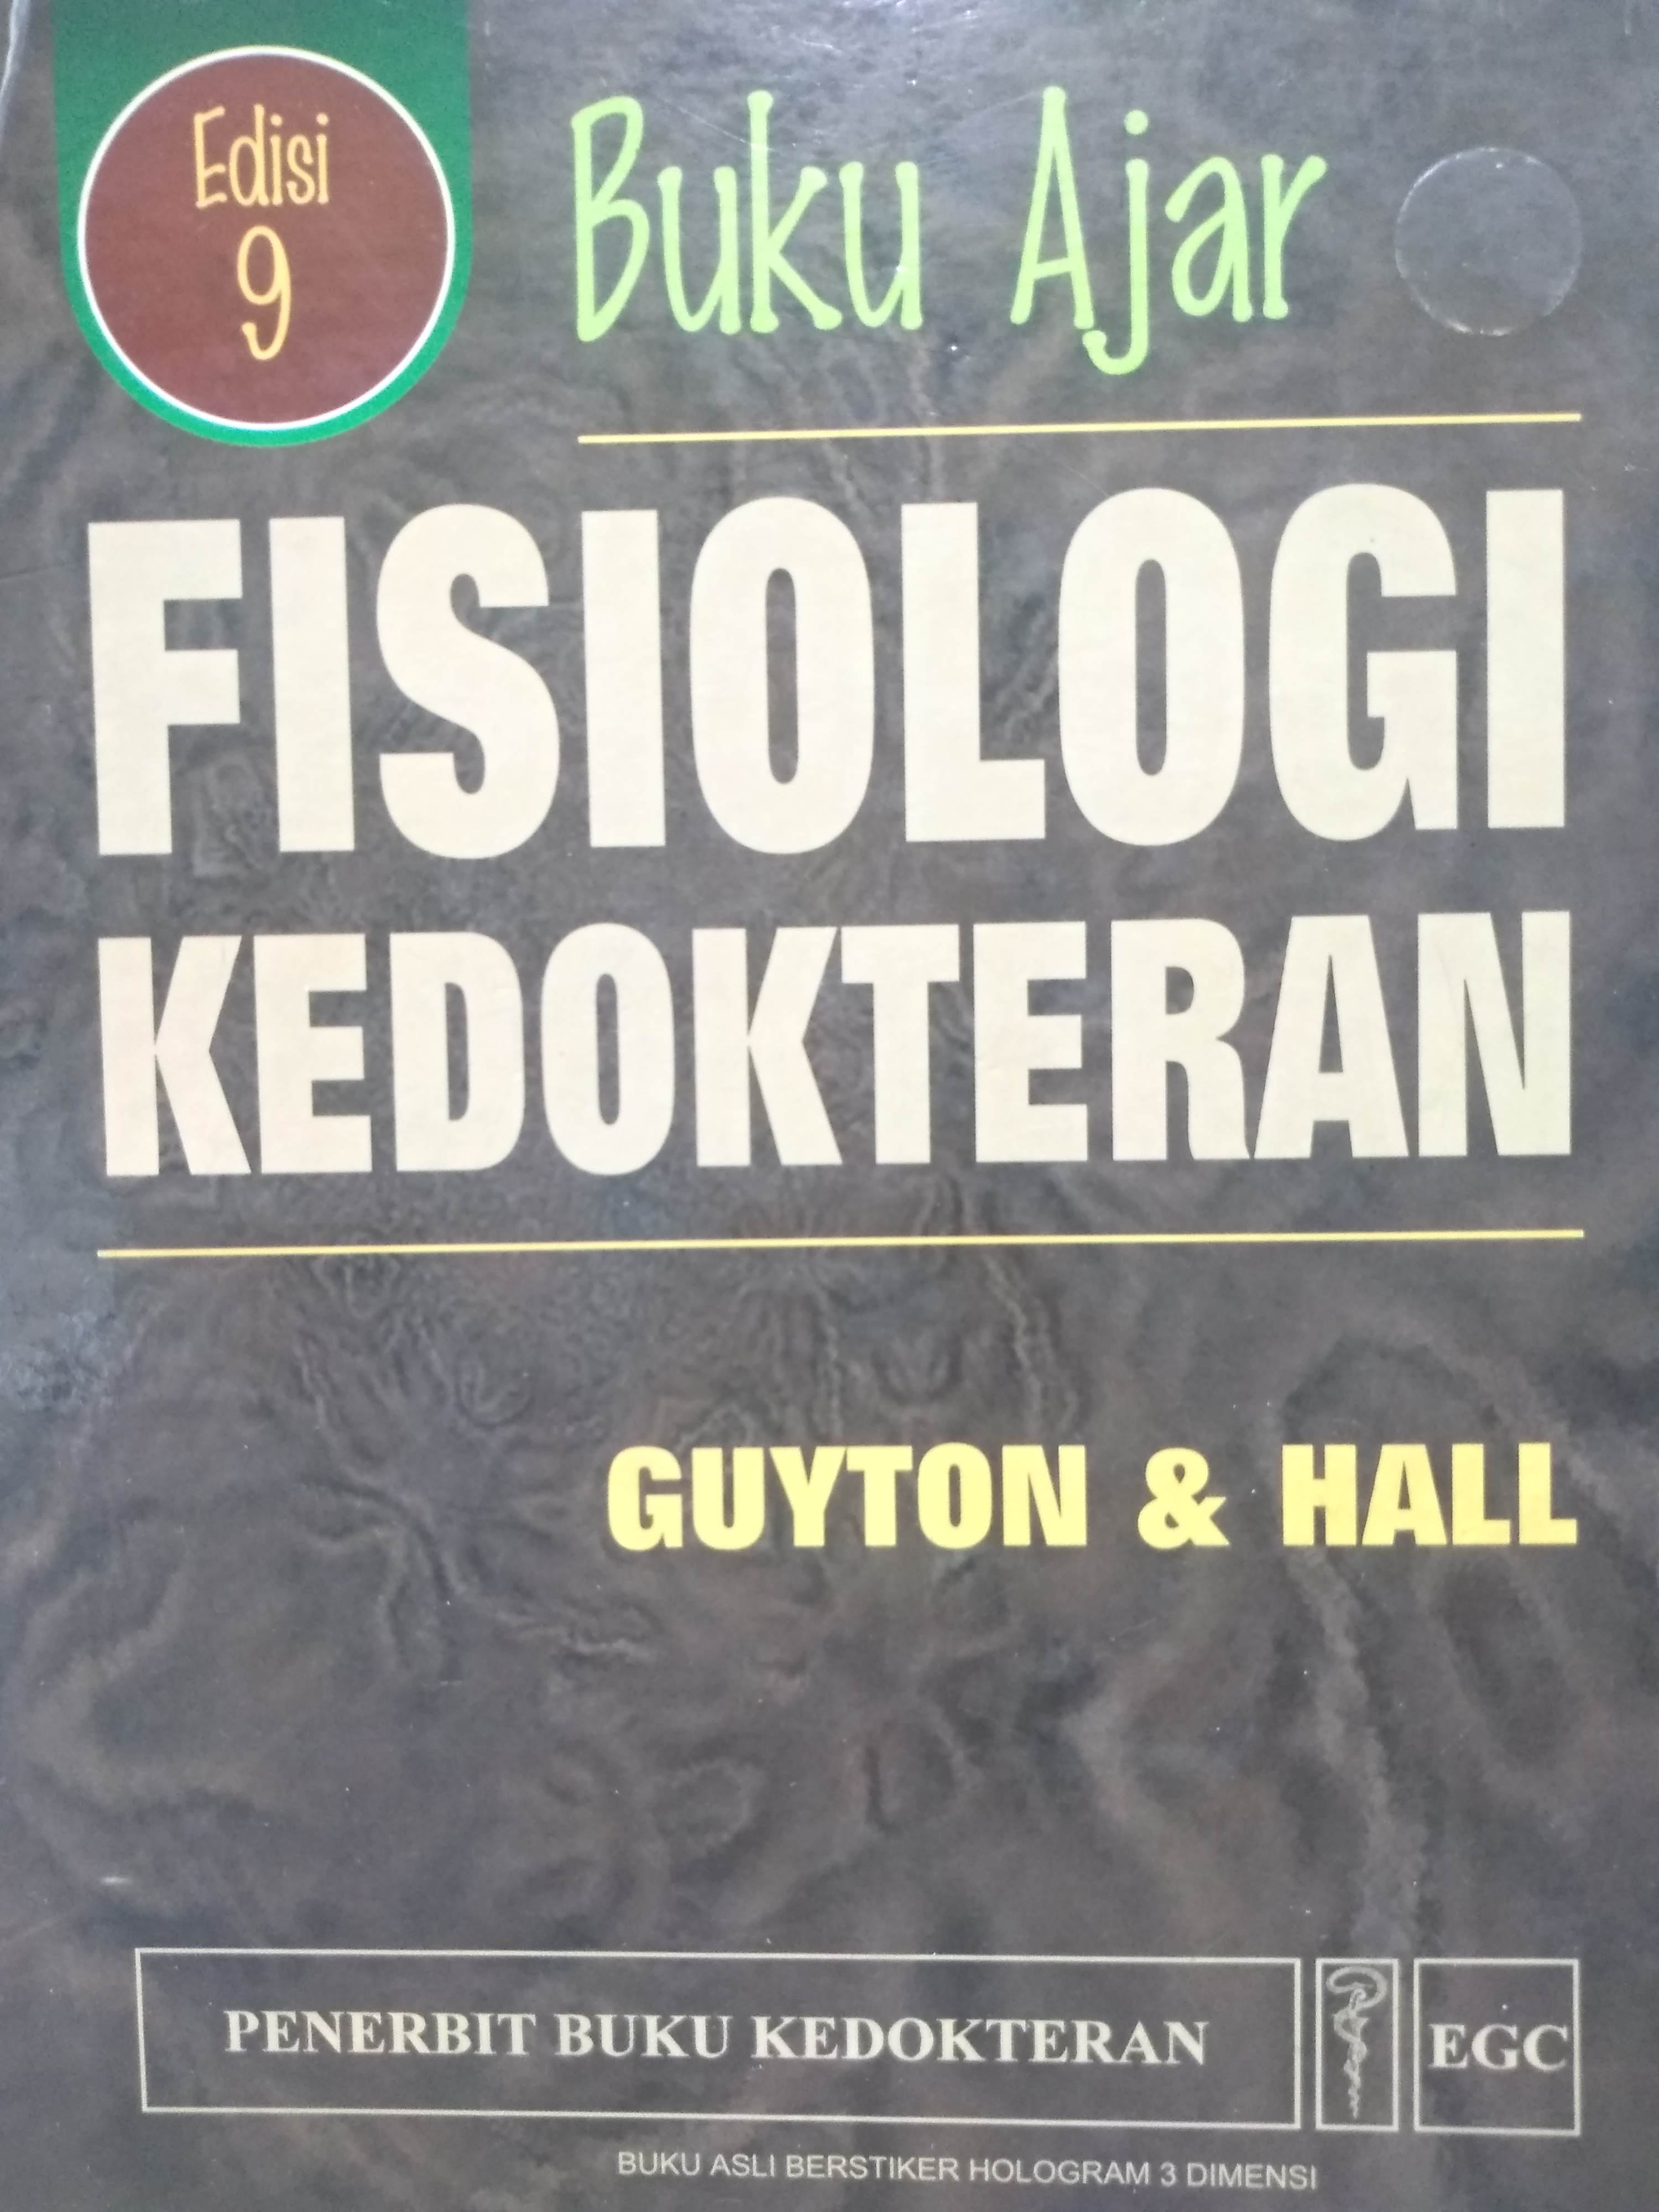 Edisi
9
Buku Ajar
FISIOLOGI
KEDOKTERAN
GUYTON & HALL
PENERBIT BUKU KEDOKTERAN
EGC
BUKU ASLI BERSTIKER HOLOGRAM 3 DIMENSI